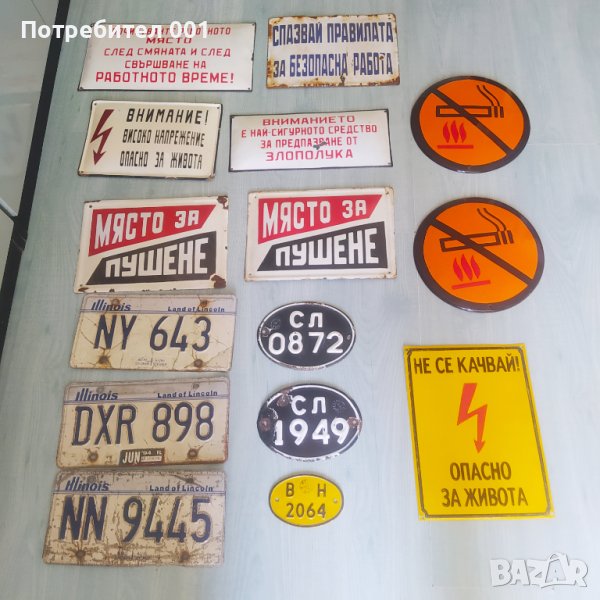 Потребител 001
МЯСТО
СЛЕД СМЯНАТА И СЛЕД
СВЪРШВАНЕ НА
РАБОТНОТО ВРЕМЕ!
СПАЗВАЙ ПРАВИЛАТА
ЗА БЕЗОПАСНА РАБОТА
ВНИМАНИЕ!
ВИСОКО НАПРЕЖЕНИЕ
ОПАСНО ЗА ЖИВОТА
ВНИМАНИЕТО
Е НАЙ-СИГУРНОТО СРЕДСТВО
ЗА ПРЕДПАЗВАНЕ ОТ
ЗЛОПОЛУКА
МЯСТО ЗА
ПУШЕНЕ
МЯСТО ЗА
ПУШЕНЕ
Illinois Land of Lincoln
NY 643
СЛ
0872
Illinois Land of Lincoln
DXR 898
JUN 94 IL
СЛ
1949
Illinois Land of Lincoln
NN 9445
В Н
2064
НЕ СЕ КАЧВАЙ!
ОПАСНО
ЗА ЖИВОТА
BAZAR